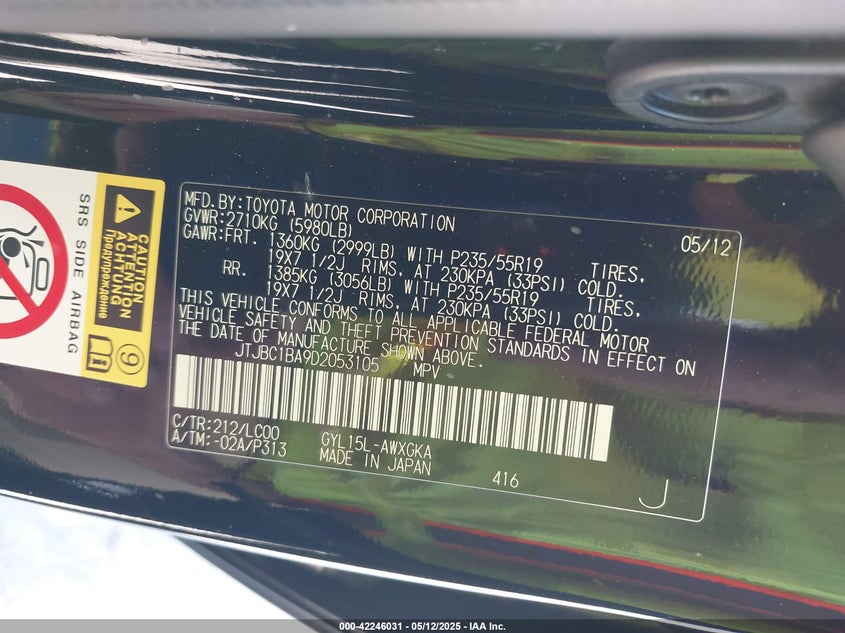 MFD.BY:TOYOTA MOTOR CORPORATION 05/12
GVWR:2710KG (5980LB)
GAWR:FRT. 1360KG (2999LB) WITH P235/55R19 TIRES,
19X7 1/2J RIMS, AT 230KPA (33PSI) COLD.
RR. 1385KG (3056LB) WITH P235/55R19 TIRES,
19X7 1/2J RIMS, AT 230KPA (33PSI) COLD.
THIS VEHICLE CONFORMS TO ALL APPLICABLE FEDERAL MOTOR
VEHICLE SAFETY AND THEFT PREVENTION STANDARDS IN EFFECT ON
THE DATE OF MANUFACTURE SHOWN ABOVE.
JTJBC1BA9D2053105 MPV
C/TR:212/LC00 GYL15L-AWXGKA
A/TM:-02A/P313 MADE IN JAPAN 416 J
SRS SIDE AIRBAG
CAUTION
ATTENTION
ACHTUNG
Предупреждение
9
000-42246031 - 05/12/2025 - IAA Inc.